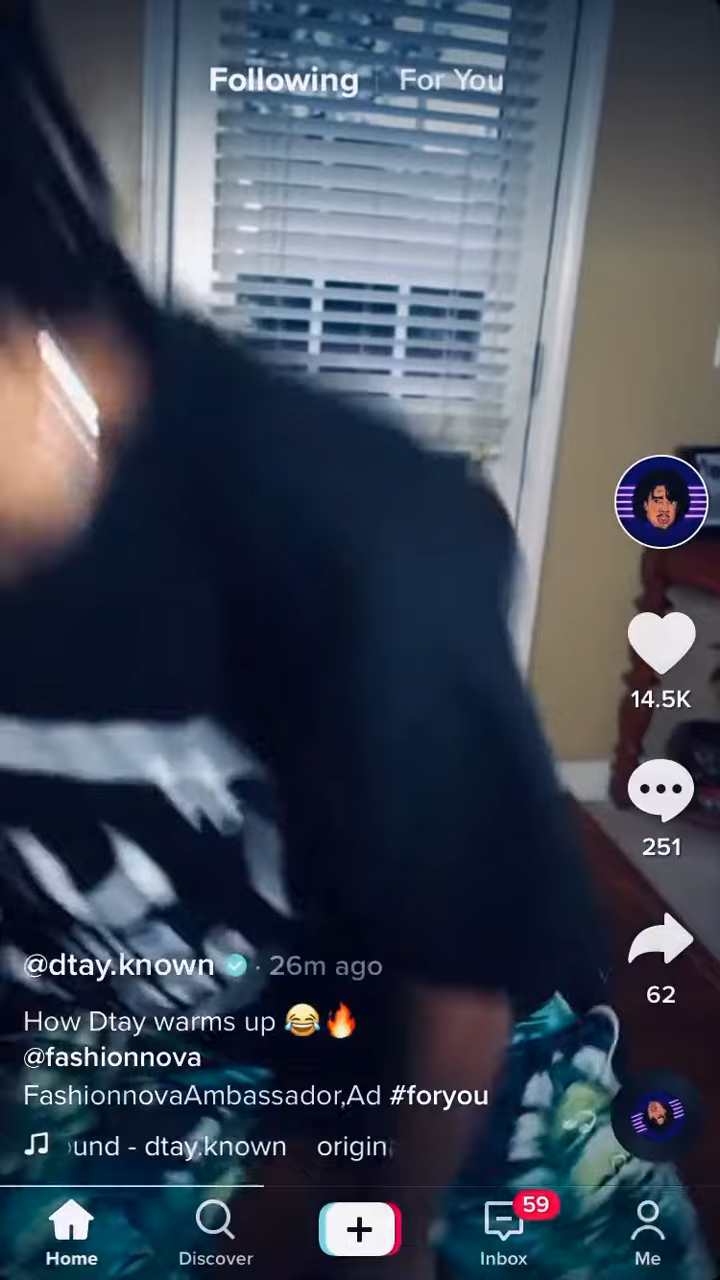 Following | For You
14.5K
251
62
@dtay.known · 26m ago
How Dtay warms up 😂🔥
@fashionnova
FashionnovaAmbassador,Ad #foryou
und - dtay.known origin
Home
Discover
59
Inbox
Me